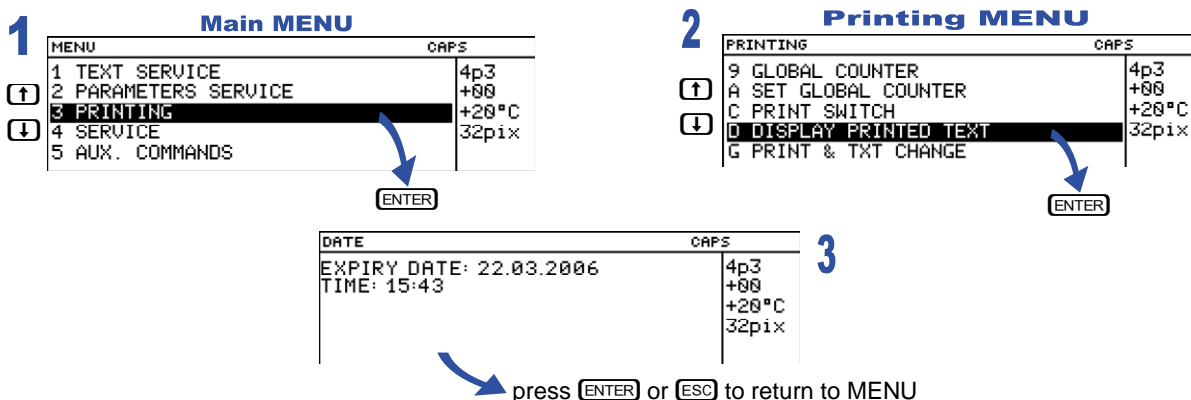 1
Main MENU
MENU CAPS
1 TEXT SERVICE
2 PARAMETERS SERVICE
3 PRINTING
4 SERVICE
5 AUX. COMMANDS
4p3
+00
+20°C
32pix
↑
↓
ENTER
2
Printing MENU
PRINTING CAPS
9 GLOBAL COUNTER
A SET GLOBAL COUNTER
C PRINT SWITCH
D DISPLAY PRINTED TEXT
G PRINT & TXT CHANGE
4p3
+00
+20°C
32pix
↑
↓
ENTER
3
DATE CAPS
EXPIRY DATE: 22.03.2006
TIME: 15:43
4p3
+00
+20°C
32pix
press ENTER or ESC to return to MENU